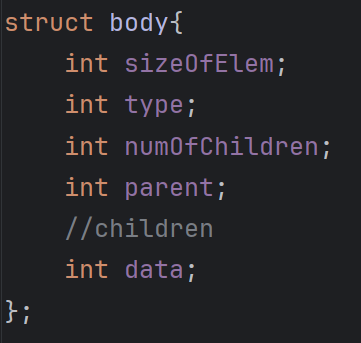 struct body{
    int sizeOfElem;
    int type;
    int numOfChildren;
    int parent;
    //children
    int data;
};